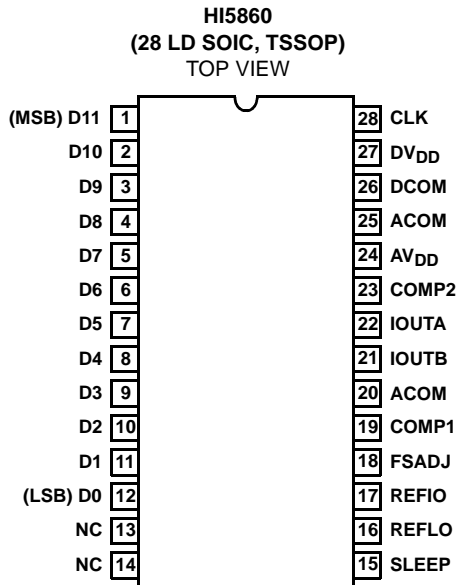 HI5860
(28 LD SOIC, TSSOP)
TOP VIEW
(MSB) D11 1 28 CLK
D10 2 27 DVDD
D9 3 26 DCOM
D8 4 25 ACOM
D7 5 24 AVDD
D6 6 23 COMP2
D5 7 22 IOUTA
D4 8 21 IOUTB
D3 9 20 ACOM
D2 10 19 COMP1
D1 11 18 FSADJ
(LSB) D0 12 17 REFIO
NC 13 16 REFLO
NC 14 15 SLEEP